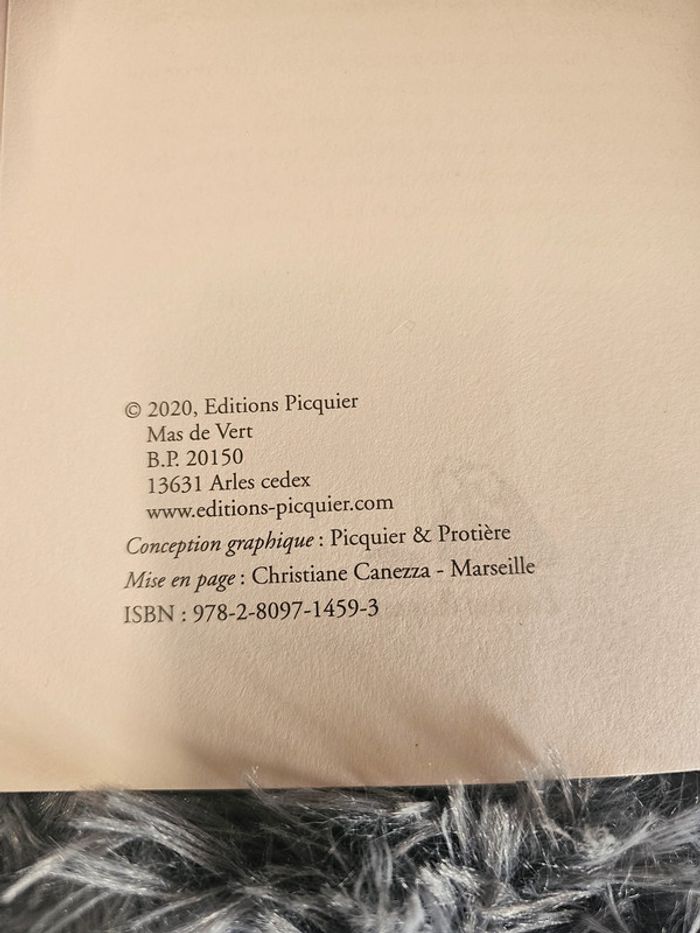 © 2020, Editions Picquier
Mas de Vert
B.P. 20150
13631 Arles cedex
www.editions-picquier.com
Conception graphique : Picquier & Protière
Mise en page : Christiane Canezza - Marseille
ISBN : 978-2-8097-1459-3